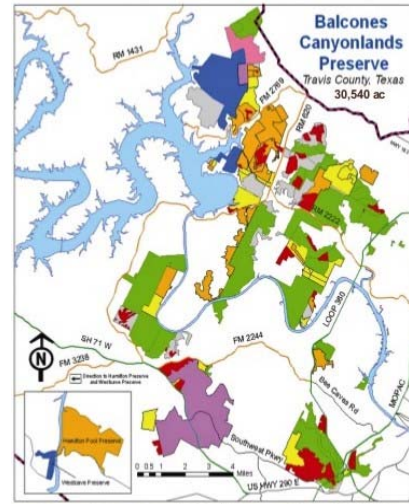 Balcones
Canyonlands
Preserve
Travis County, Texas
30,540 ac
RM 1431
FM 2769
RM 620
RM 2222
LOOP 360
SH 71 W
FM 3238
FM 2244
Bee Caves Rd
MOPAC
N
Direction to Hamilton Preserve
and Westcave Preserve
Hamilton Pool Preserve
Westcave Preserve
Southwest Pkwy
US HWY 290 E
0 0.5 1 2 3 4
Miles